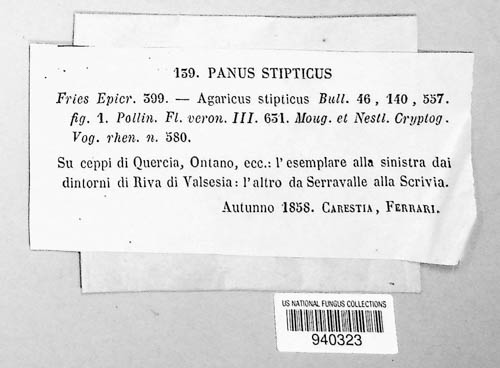 139. PANUS STIPTICUS
Fries Epicr. 399. — Agaricus stipticus Bull. 46, 140, 557.
fig. 1. Pollin. Fl. veron. III. 631. Moug. et Nestl. Cryptog.
Vog. rhen. n. 580.
Su ceppi di Quercia, Ontano, ecc.: l'esemplare alla sinistra dai
dintorni di Riva di Valsesia: l'altro da Serravalle alla Scrivia.
Autunno 1858. CARESTIA, FERRARI.
US NATIONAL FUNGUS COLLECTIONS
940323